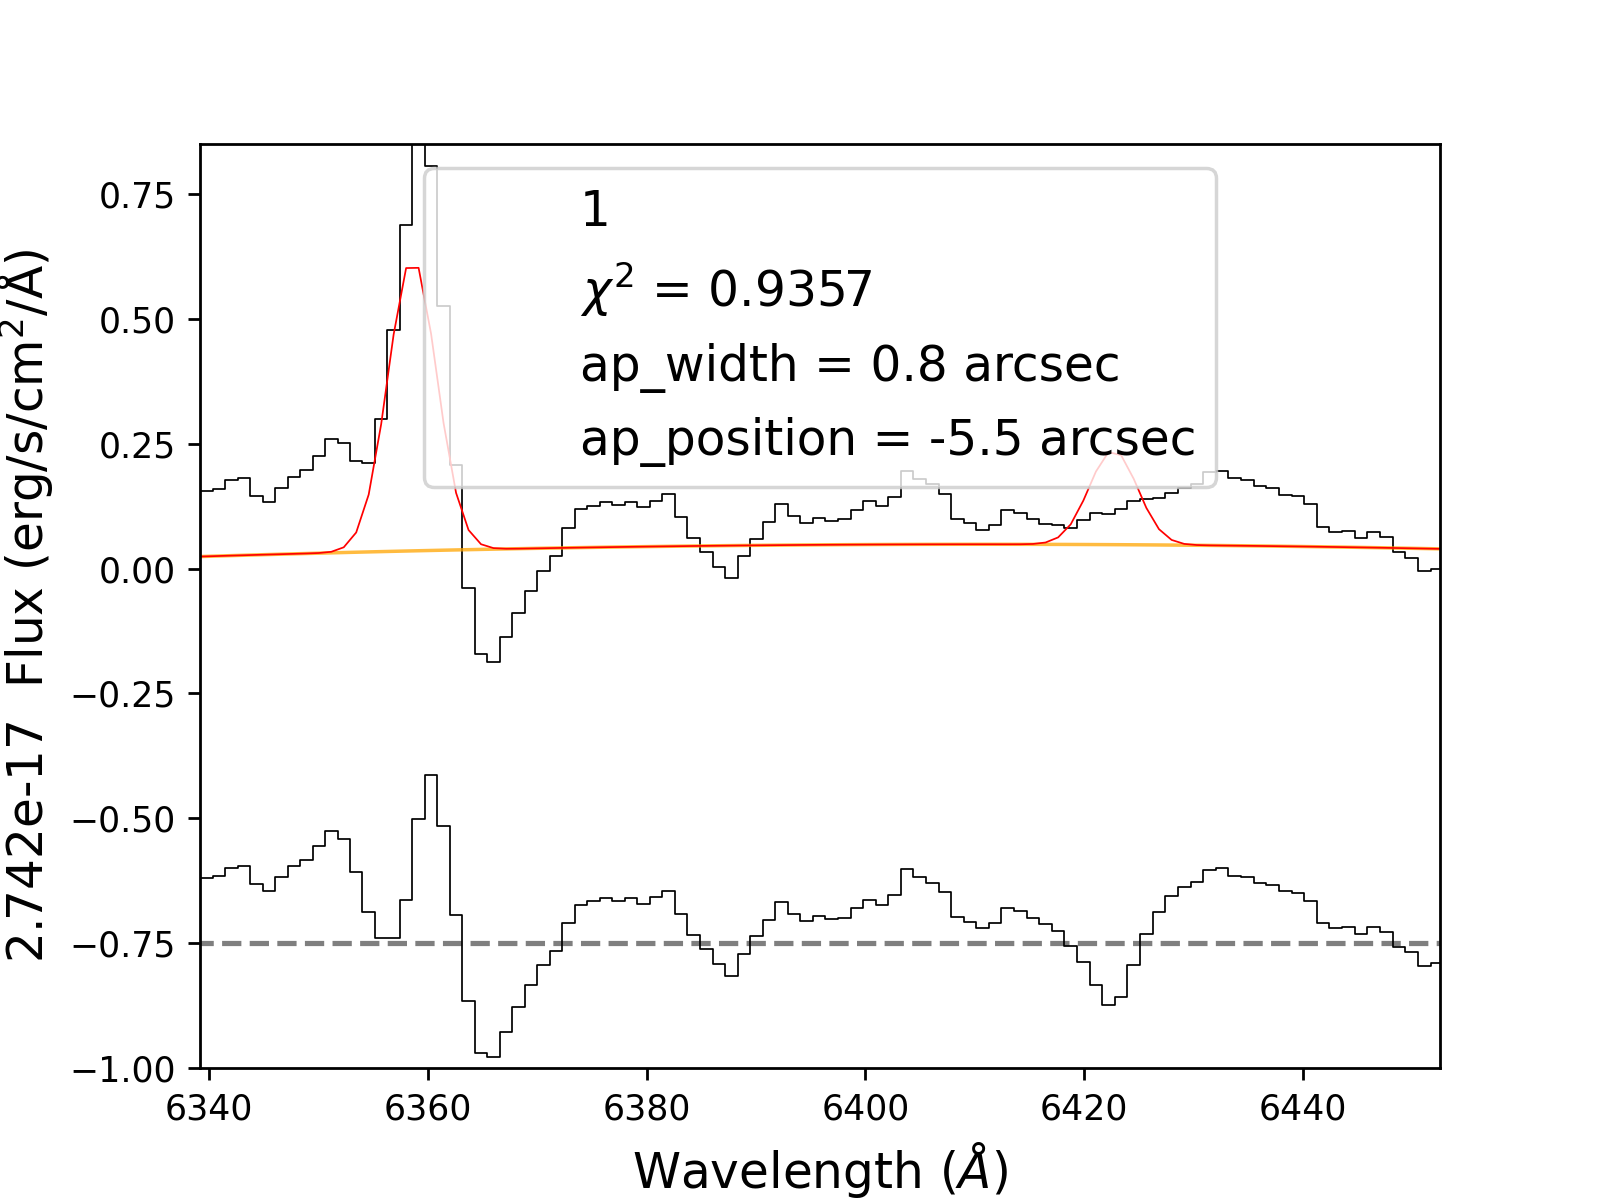 1
χ² = 0.9357
ap_width = 0.8 arcsec
ap_position = -5.5 arcsec
0.75
0.50
0.25
0.00
−0.25
−0.50
−0.75
−1.00
2.742e-17 Flux (erg/s/cm²/Å)
6340 6360 6380 6400 6420 6440
Wavelength (Å)